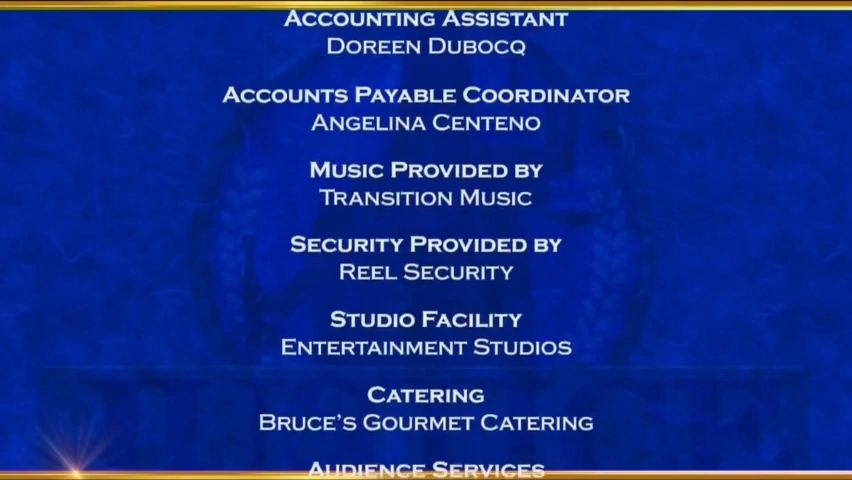 ACCOUNTING ASSISTANT
DOREEN DUBOCQ
ACCOUNTS PAYABLE COORDINATOR
ANGELINA CENTENO
MUSIC PROVIDED BY
TRANSITION MUSIC
SECURITY PROVIDED BY
REEL SECURITY
STUDIO FACILITY
ENTERTAINMENT STUDIOS
CATERING
BRUCE'S GOURMET CATERING
AUDIENCE SERVICES